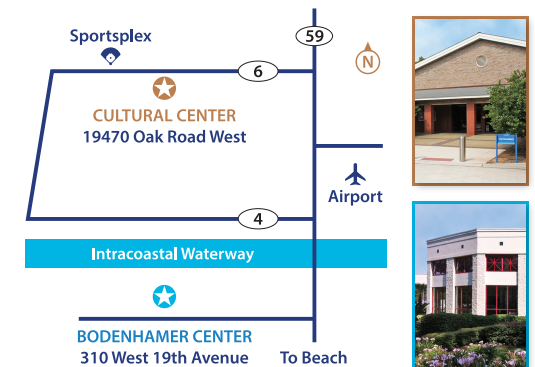 Sportsplex
59
N
6
CULTURAL CENTER
19470 Oak Road West
Airport
4
Intracoastal Waterway
BODENHAMER CENTER
310 West 19th Avenue
To Beach